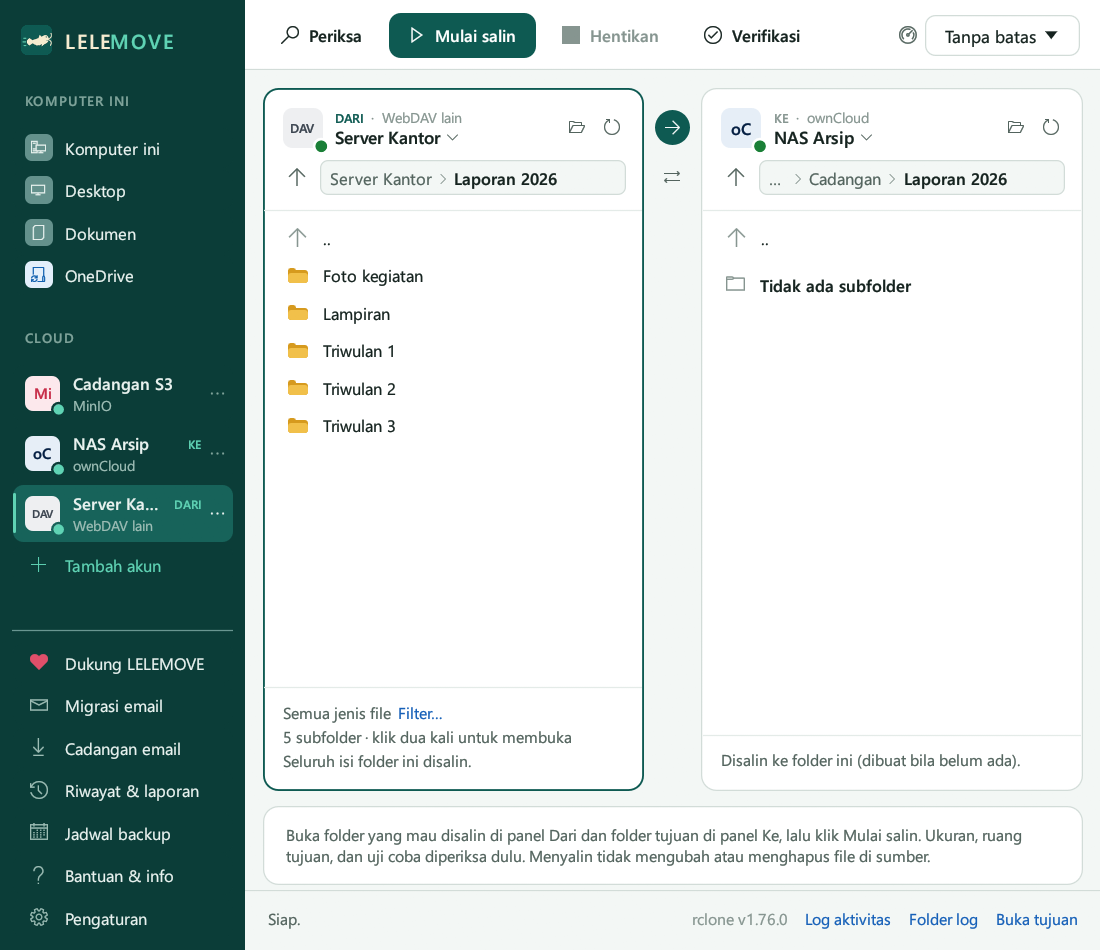 LELEMOVE
KOMPUTER INI
Komputer ini
Desktop
Dokumen
OneDrive
CLOUD
Mi
Cadangan S3
MinIO
...
oC
NAS Arsip
KE
ownCloud
...
DAV
Server Ka...
DARI
WebDAV lain
...
Tambah akun
Dukung LELEMOVE
Migrasi email
Cadangan email
Riwayat & laporan
Jadwal backup
? Bantuan & info
Pengaturan
Periksa
Mulai salin
Hentikan
Verifikasi
Tanpa batas
DAV
DARI · WebDAV lain
Server Kantor
Server Kantor > Laporan 2026
..
Foto kegiatan
Lampiran
Triwulan 1
Triwulan 2
Triwulan 3
Semua jenis file Filter...
5 subfolder · klik dua kali untuk membuka
Seluruh isi folder ini disalin.
oC
KE · ownCloud
NAS Arsip
... > Cadangan > Laporan 2026
..
Tidak ada subfolder
Disalin ke folder ini (dibuat bila belum ada).
Buka folder yang mau disalin di panel Dari dan folder tujuan di panel Ke, lalu klik Mulai salin. Ukuran, ruang
tujuan, dan uji coba diperiksa dulu. Menyalin tidak mengubah atau menghapus file di sumber.
Siap.
rclone v1.76.0
Log aktivitas
Folder log
Buka tujuan